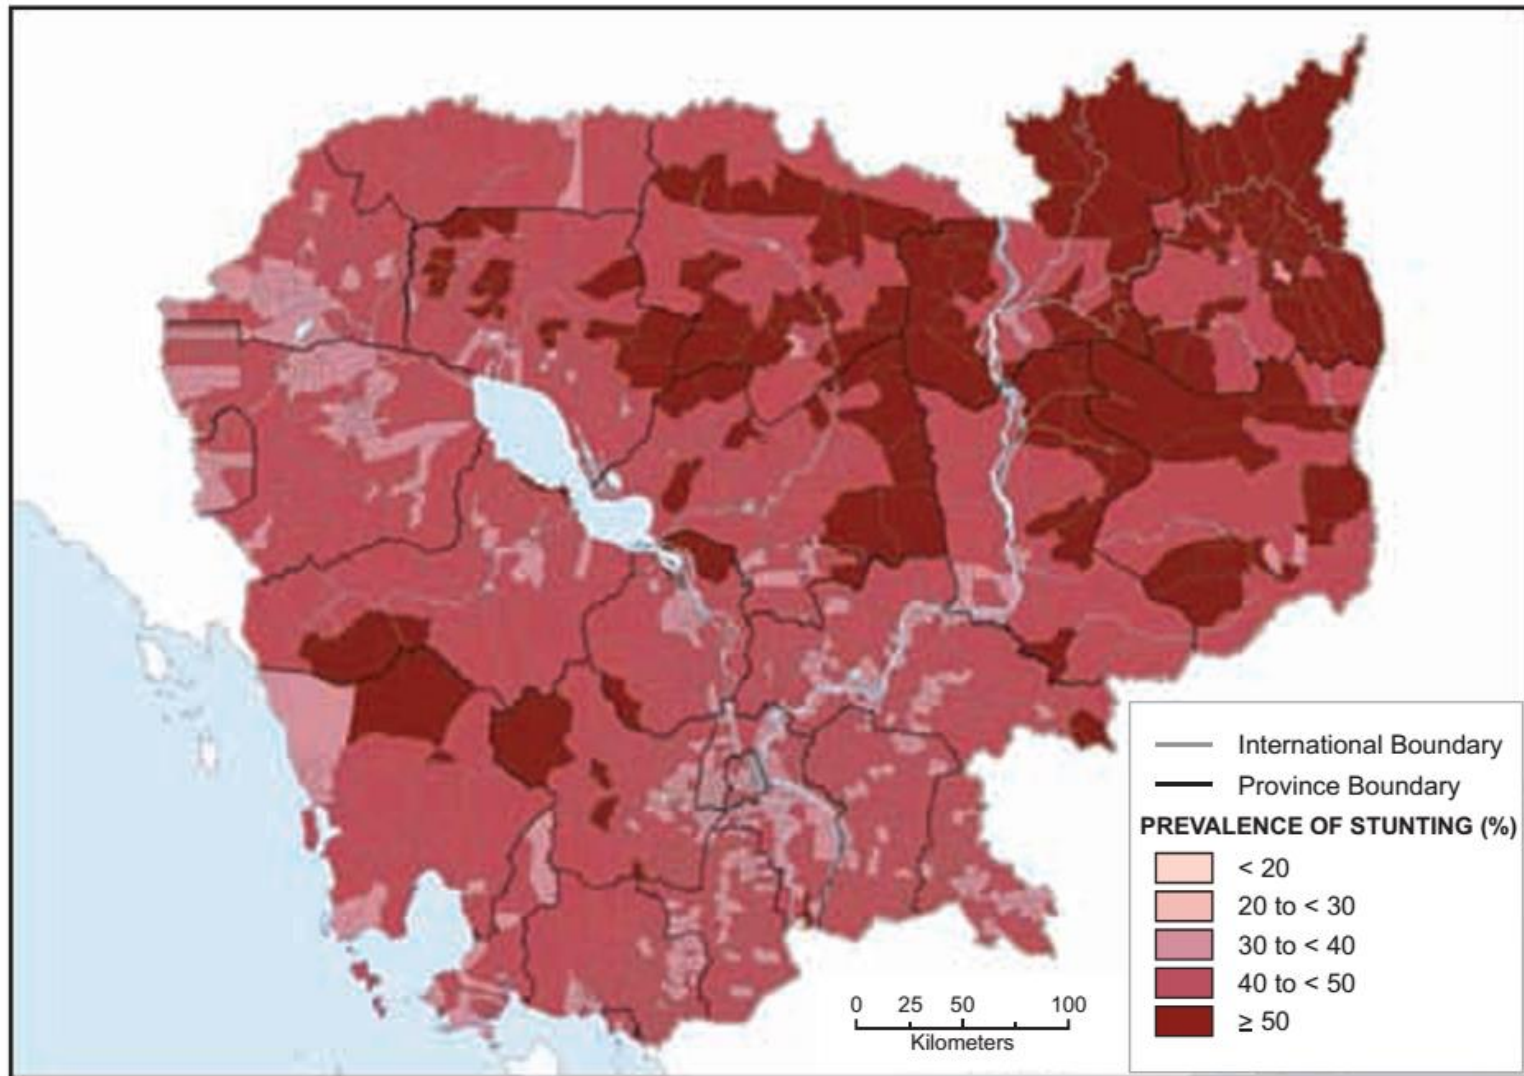 International Boundary
Province Boundary
PREVALENCE OF STUNTING (%)
< 20
20 to < 30
30 to < 40
40 to < 50
≥ 50
0 25 50 100
Kilometers